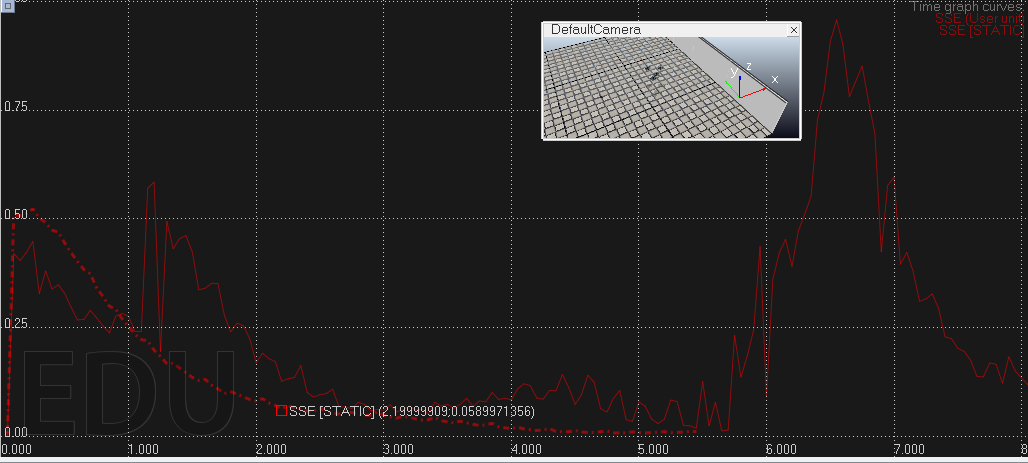 Time graph curves
SSE (User unit
SSE [STATIC]
DefaultCamera
y z x
0.75
0.50
0.25
EDU
SSE [STATIC] (2.19999909;0.0589971356)
0.00
0.000 1.000 2.000 3.000 4.000 5.000 6.000 7.000 8